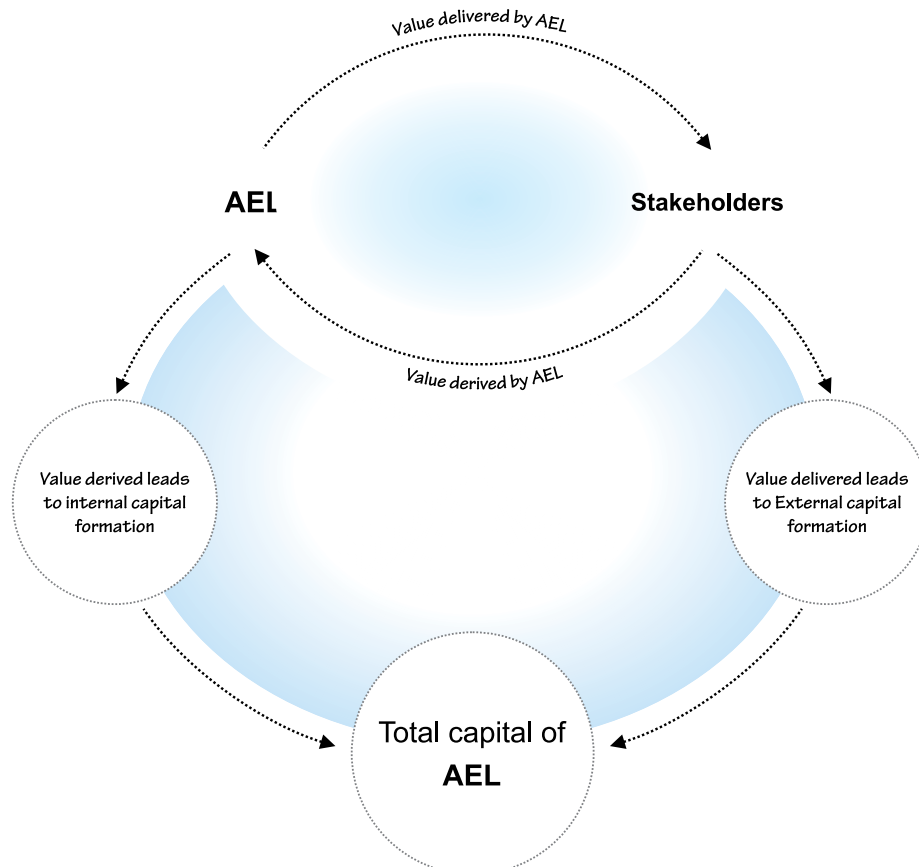 Value delivered by AEL
AEL
Stakeholders
Value derived by AEL
Value derived leads
to internal capital
formation
Value delivered leads
to External capital
formation
Total capital of
AEL